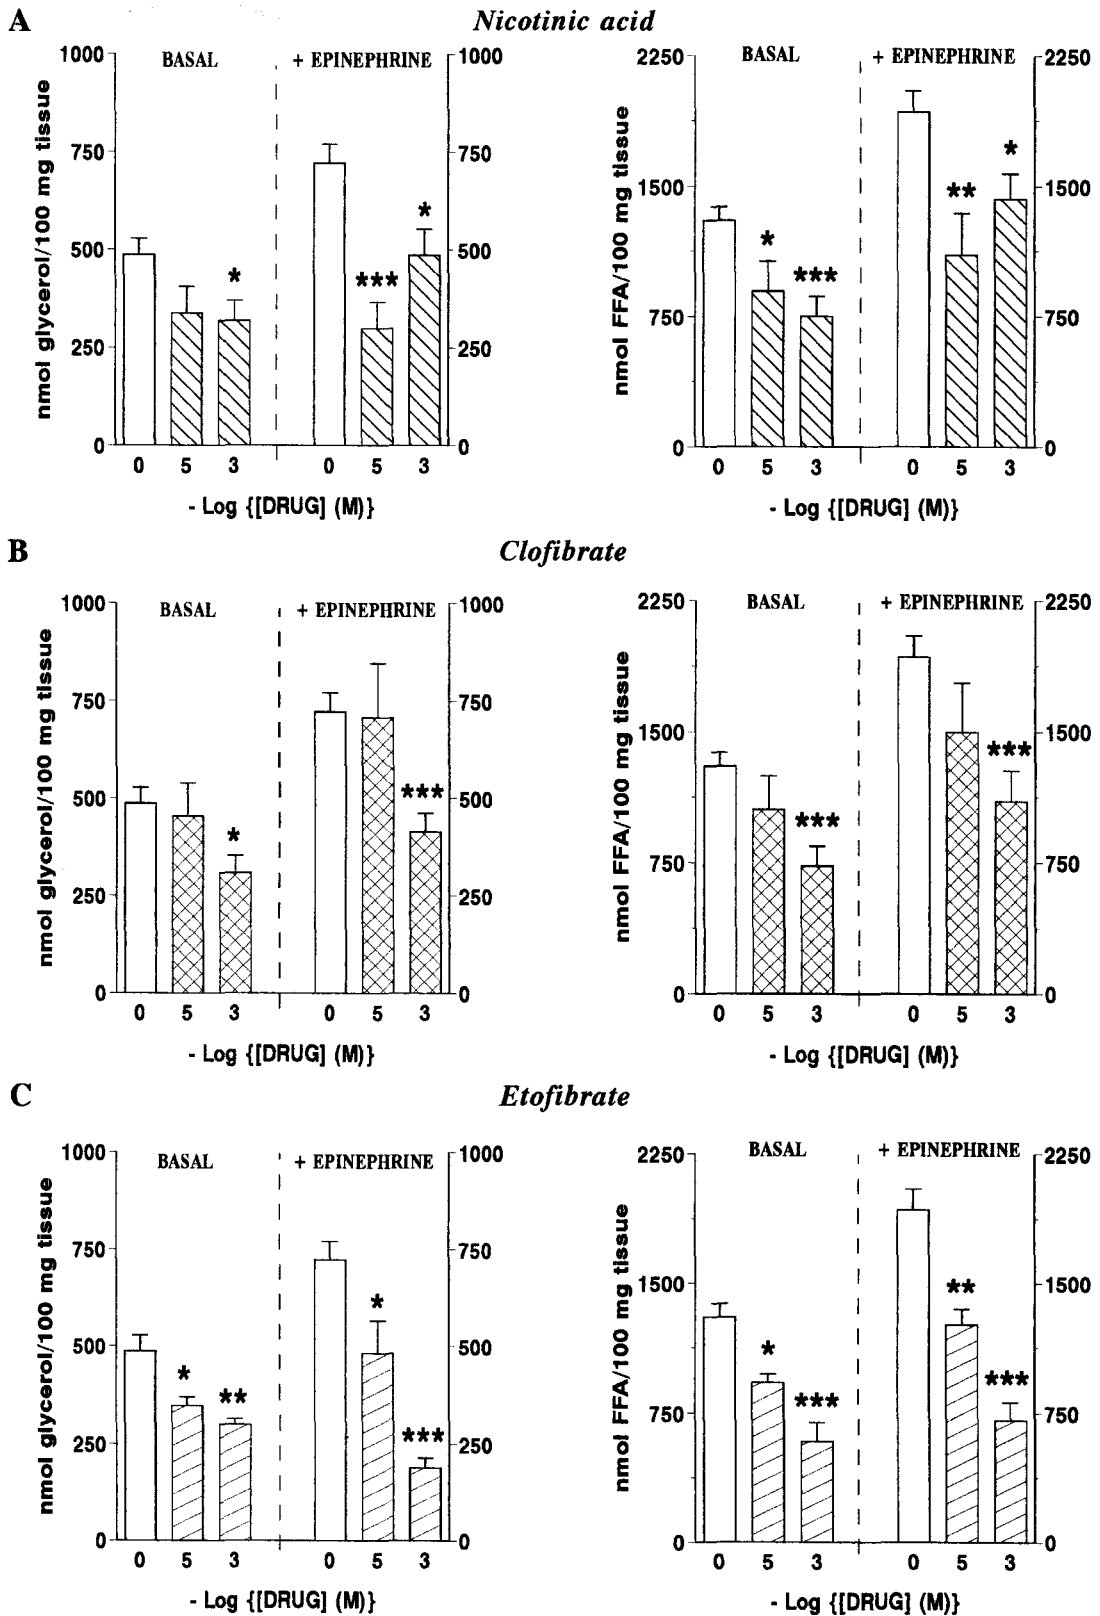 A
Nicotinic acid
BASAL
+ EPINEPHRINE
nmol glycerol/100 mg tissue
1000
750
500
250
0
1000
750
500
250
0
*
***
*
0 5 3 0 5 3
- Log {[DRUG] (M)}
BASAL
+ EPINEPHRINE
nmol FFA/100 mg tissue
2250
1500
750
0
2250
1500
750
0
*
***
**
*
0 5 3 0 5 3
- Log {[DRUG] (M)}
B
Clofibrate
BASAL
+ EPINEPHRINE
nmol glycerol/100 mg tissue
1000
750
500
250
0
1000
750
500
250
0
*
***
0 5 3 0 5 3
- Log {[DRUG] (M)}
BASAL
+ EPINEPHRINE
nmol FFA/100 mg tissue
2250
1500
750
0
2250
1500
750
0
***
***
0 5 3 0 5 3
- Log {[DRUG] (M)}
C
Etofibrate
BASAL
+ EPINEPHRINE
nmol glycerol/100 mg tissue
1000
750
500
250
0
1000
750
500
250
0
*
**
*
***
0 5 3 0 5 3
- Log {[DRUG] (M)}
BASAL
+ EPINEPHRINE
nmol FFA/100 mg tissue
2250
1500
750
0
2250
1500
750
0
*
***
**
***
0 5 3 0 5 3
- Log {[DRUG] (M)}